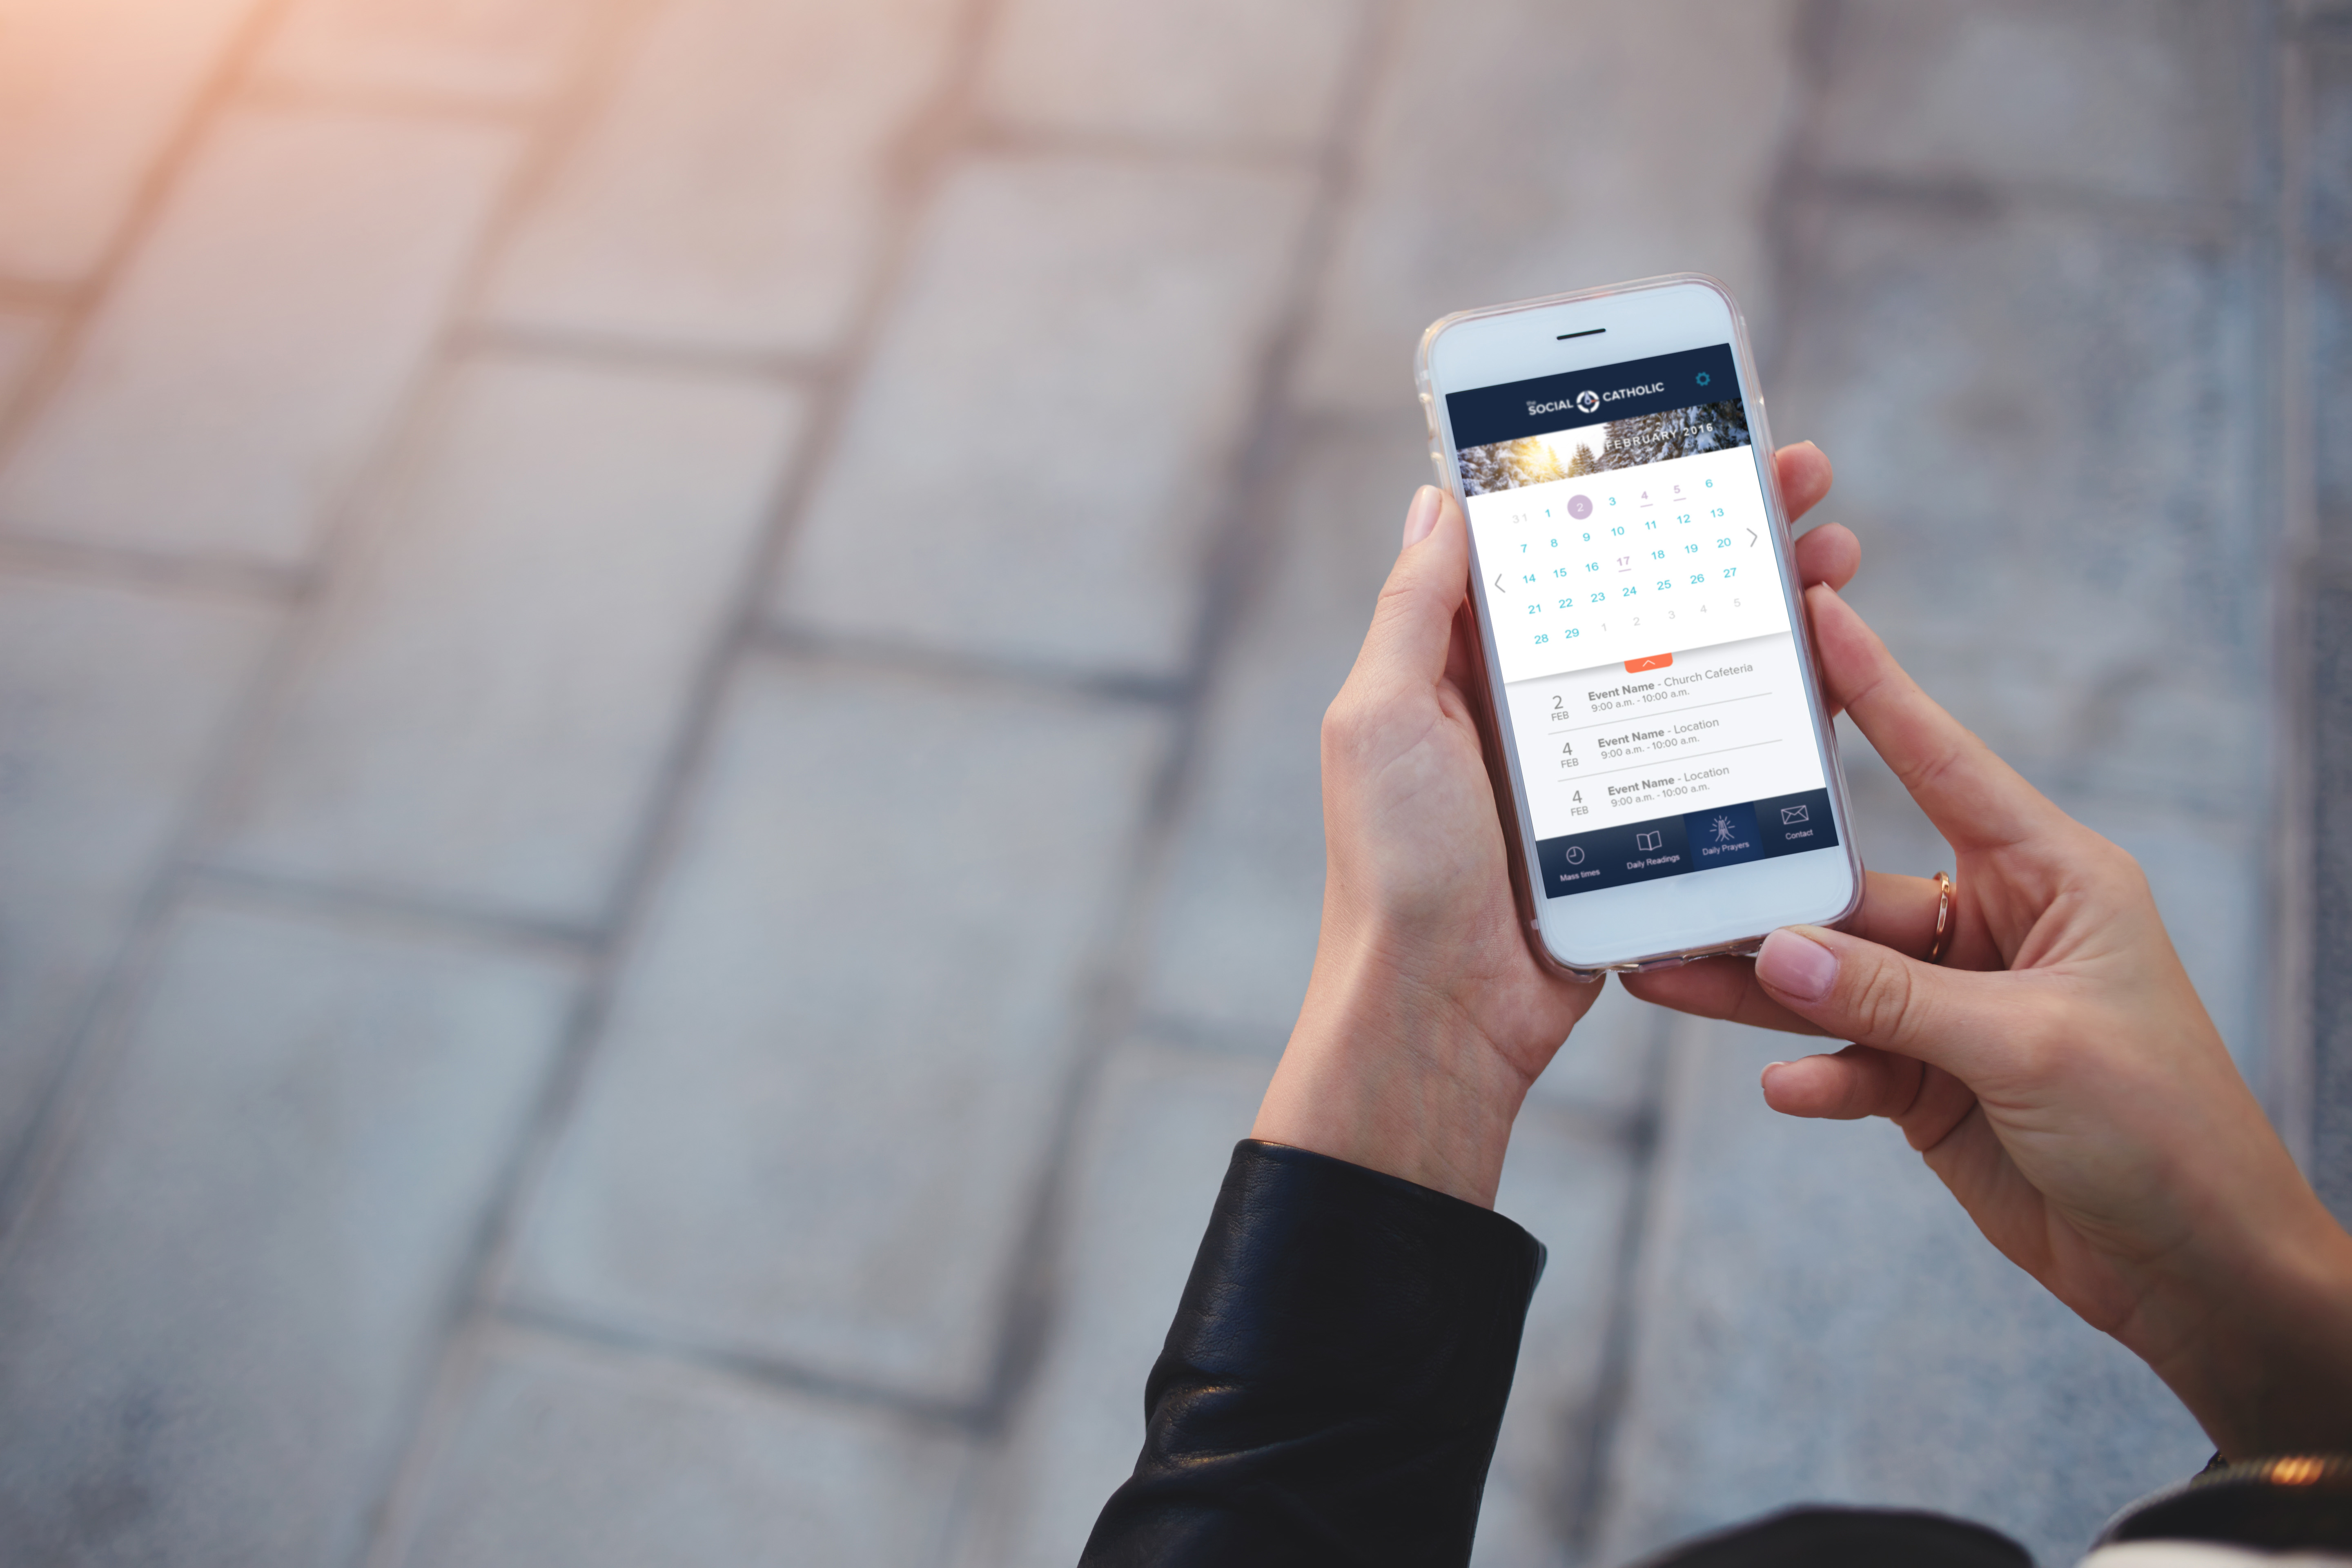 the SOCIAL CATHOLIC
FEBRUARY 2016
31 1 2 3 4 5 6
7 8 9 10 11 12 13
14 15 16 17 18 19 20
21 22 23 24 25 26 27
28 29 1 2 3 4 5
2 FEB Event Name - Church Cafeteria
9:00 a.m. - 10:00 a.m.
4 FEB Event Name - Location
9:00 a.m. - 10:00 a.m.
4 FEB Event Name - Location
9:00 a.m. - 10:00 a.m.
Mass times Daily Readings Daily Prayers Contact